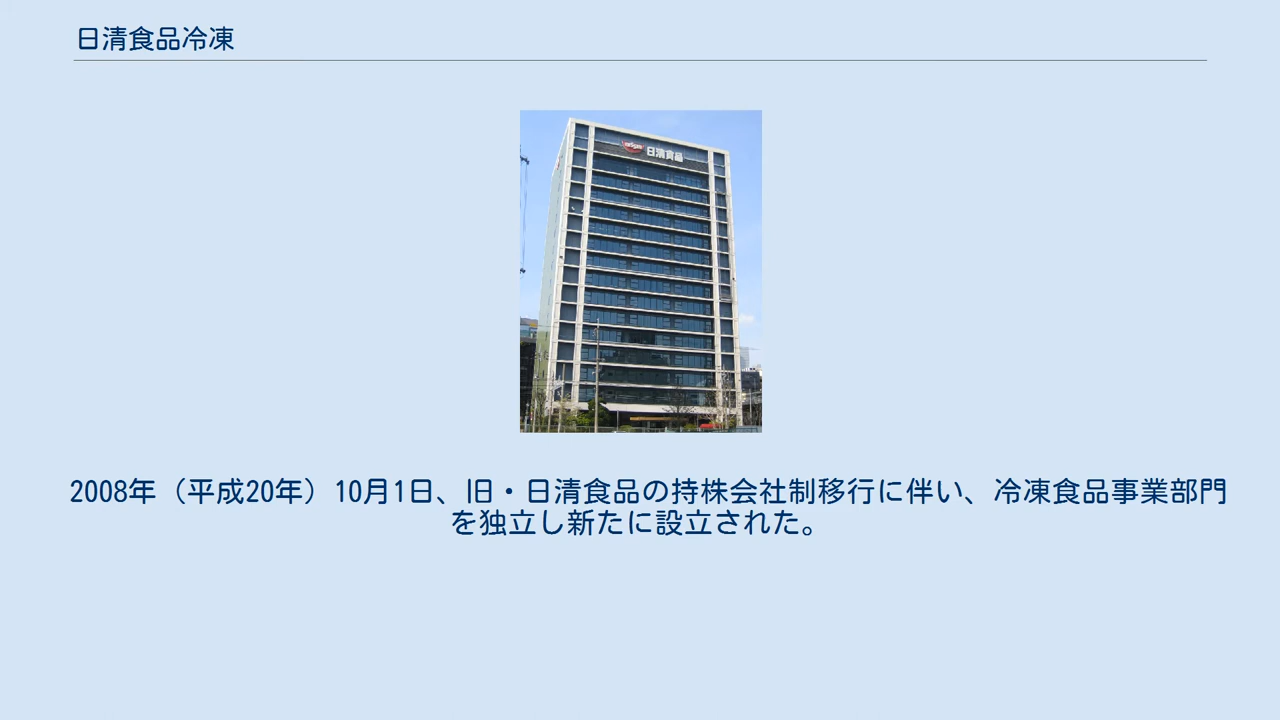 日清食品冷凍
日清食品
2008年（平成20年）10月1日、旧・日清食品の持株会社制移行に伴い、冷凍食品事業部門
を独立し新たに設立された。